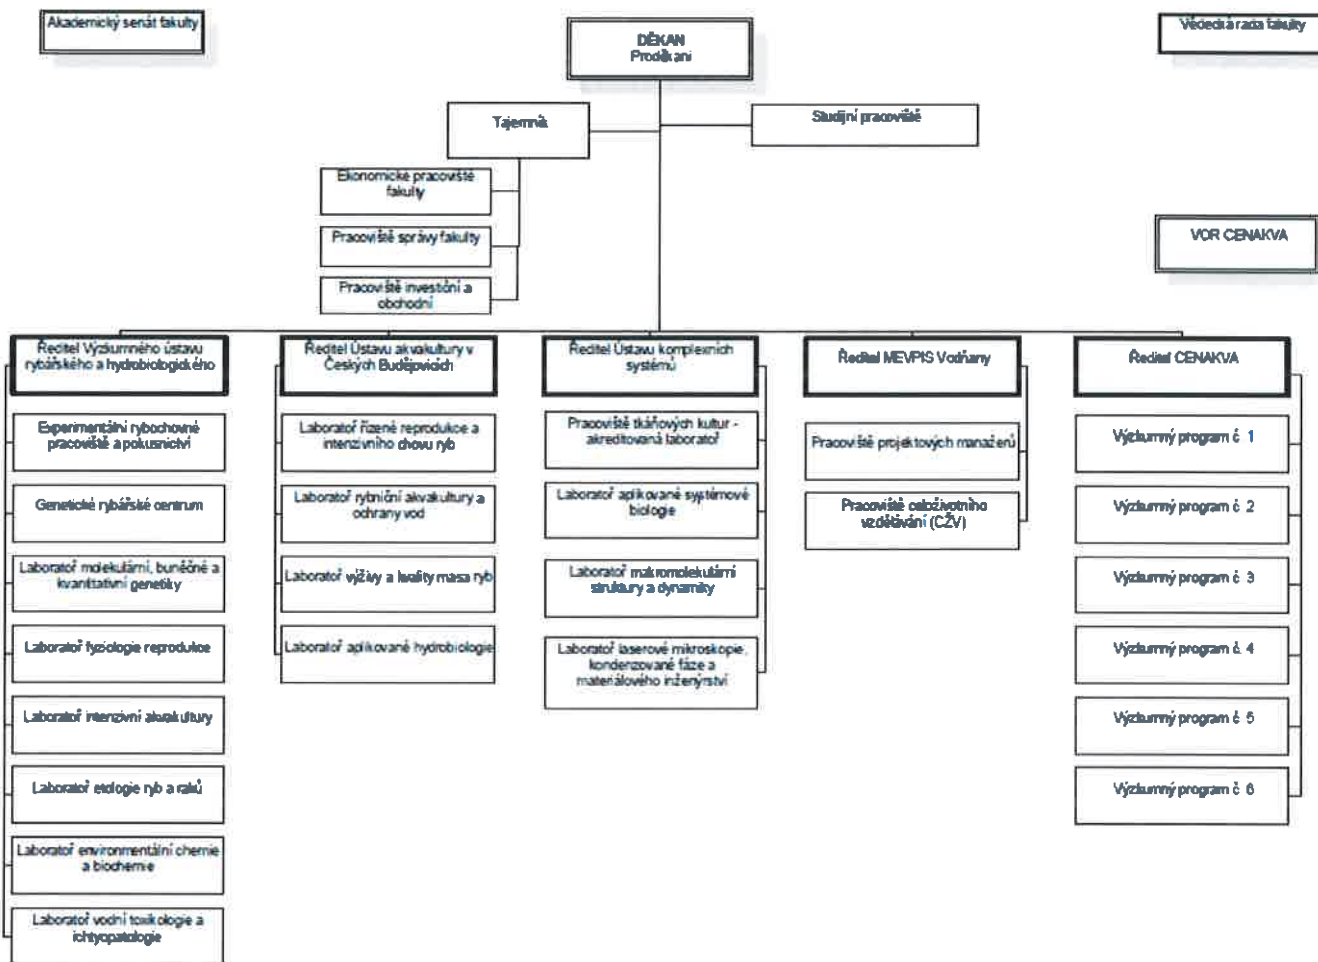 Akademický senát fakulty
DĚKAN
Proděkani
Vědecká rada fakulty
Tajemník
Studijní pracoviště
Ekonomické pracoviště
fakulty
Pracoviště správy fakulty
Pracoviště investiční a
obchodní
VOR CENAKVA
Ředitel Výzkumného ústavu
rybářského a hydrobiologického
Experimentální rybochovné
pracoviště a pokusnictví
Genetické rybářské centrum
Laboratoř molekulární, buněčné a
kvantitativní genetiky
Laboratoř fyziologie reprodukce
Laboratoř intenzivní akvakultury
Laboratoř etologie ryb a raků
Laboratoř environmentální chemie
a biochemie
Laboratoř vodní toxikologie a
ichtyopatologie
Ředitel Ústavu akvakultury v
Českých Budějovicích
Laboratoř řízené reprodukce a
intenzivního chovu ryb
Laboratoř rybniční akvakultury a
ochrany vod
Laboratoř výživy a kvality masa ryb
Laboratoř aplikované hydrobiologie
Ředitel Ústavu komplexních
systémů
Pracoviště tkáňových kultur -
akreditovaná laboratoř
Laboratoř aplikované systémové
biologie
Laboratoř makromolekulární
struktury a dynamiky
Laboratoř laserové mikroskopie,
kondenzované fáze a
materiálového inženýrství
Ředitel MEVPIS Vodňany
Pracoviště projektových manažerů
Pracoviště celoživotního
vzdělávání (CŽV)
Ředitel CENAKVA
Výzkumný program č. 1
Výzkumný program č. 2
Výzkumný program č. 3
Výzkumný program č. 4
Výzkumný program č. 5
Výzkumný program č. 6